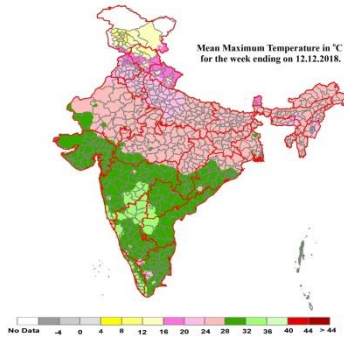 Mean Maximum Temperature in °C
for the week ending on 12.12.2018.
No Data -4 0 4 8 12 16 20 24 28 32 36 40 44 > 44